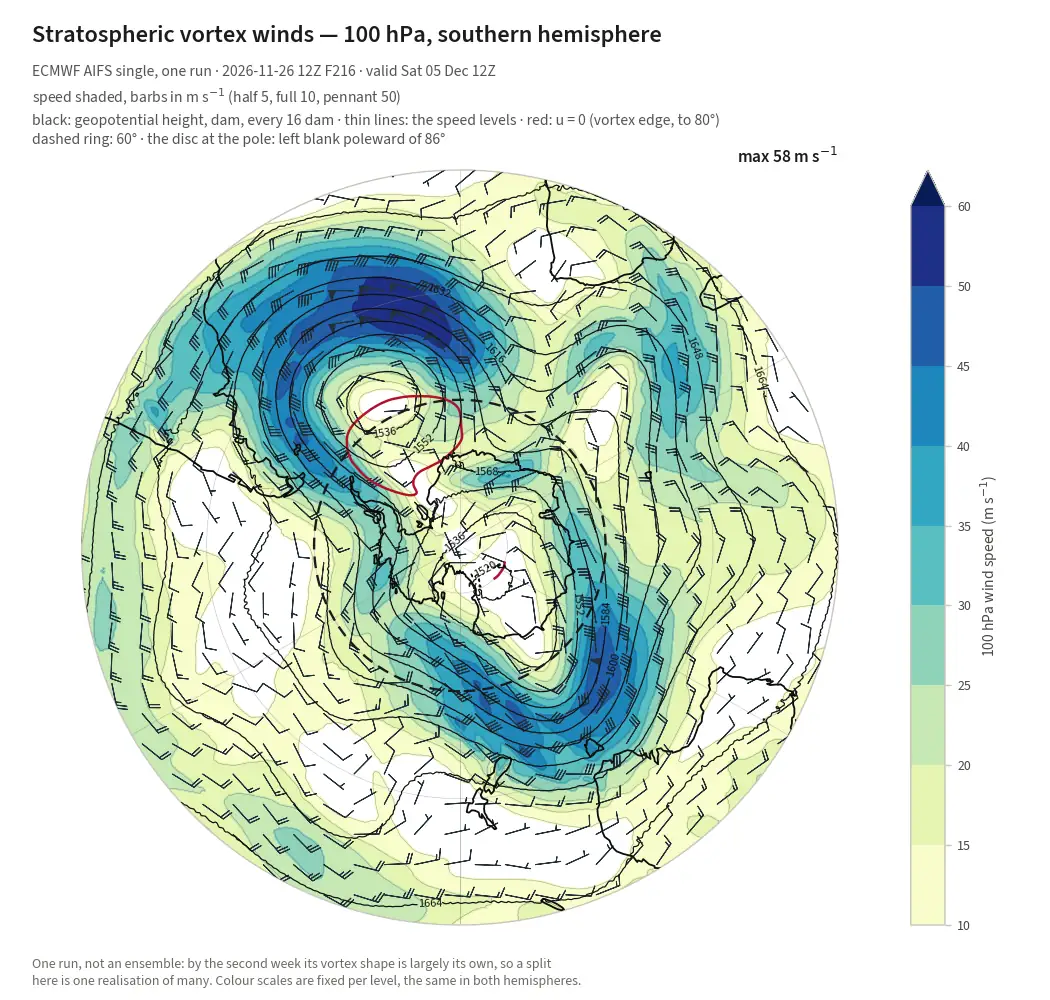 Stratospheric vortex winds — 100 hPa, southern hemisphere
ECMWF AIFS single, one run · 2026-11-26 12Z F216 · valid Sat 05 Dec 12Z
speed shaded, barbs in m s⁻¹ (half 5, full 10, pennant 50)
black: geopotential height, dam, every 16 dam · thin lines: the speed levels · red: u = 0 (vortex edge, to 80°)
dashed ring: 60° · the disc at the pole: left blank poleward of 86°
max 58 m s⁻¹
60
50
45
40
35
30
25
20
15
10
100 hPa wind speed (m s⁻¹)
1616
1648
1664
1536
1552
1568
1536
1520
1552
1584
1600
1664
One run, not an ensemble: by the second week its vortex shape is largely its own, so a split
here is one realisation of many. Colour scales are fixed per level, the same in both hemispheres.